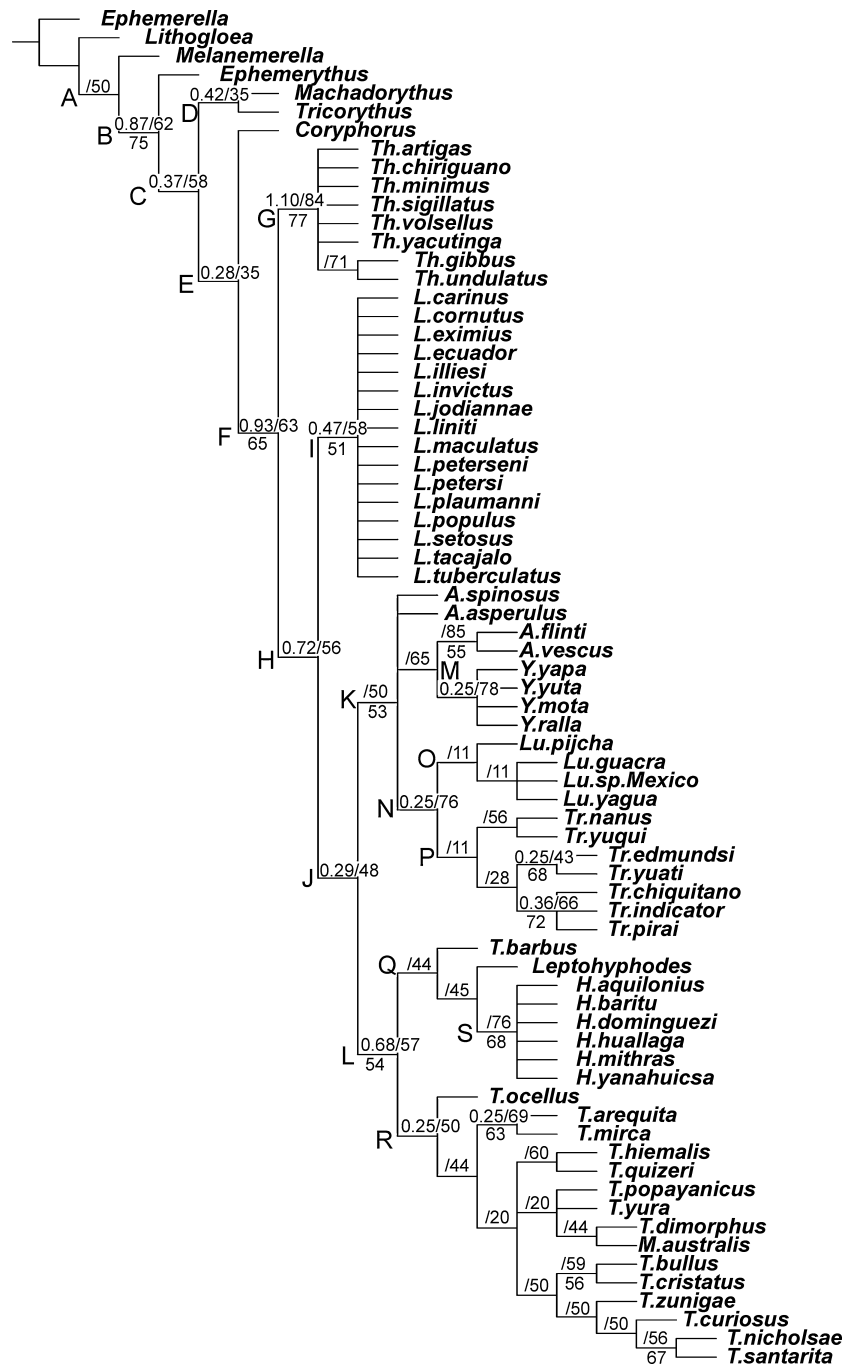 Ephemerella
Lithogloea
Melanemerella
/50
A
Ephemerythus
0.42/35
Machadorythus
D
Tricorythus
0.87/62
B
75
Coryphorus
Th.artigas
Th.chiriguano
0.37/58
C
Th.minimus
1.10/84
Th.sigillatus
G
77
Th.volsellus
Th.yacutinga
/71
Th.gibbus
0.28/35
E
Th.undulatus
L.carinus
L.cornutus
L.eximius
L.ecuador
L.illiesi
L.invictus
L.jodiannae
0.93/63
F
65
0.47/58
I
51
L.liniti
L.maculatus
L.peterseni
L.petersi
L.plaumanni
L.populus
L.setosus
L.tacajalo
L.tuberculatus
A.spinosus
A.asperulus
/85
55
A.flinti
A.vescus
0.72/56
H
/65
M
Y.yapa
0.25/78
Y.yuta
/50
K
53
Y.mota
Y.ralla
Lu.pijcha
O
/11
Lu.guacra
/11
Lu.sp.Mexico
Lu.yagua
0.25/76
N
/56
Tr.nanus
Tr.yuqui
P
/11
0.25/43
68
Tr.edmundsi
Tr.yuati
0.29/48
J
/28
Tr.chiquitano
0.36/66
72
Tr.indicator
Tr.pirai
T.barbus
Q
/44
Leptohyphodes
/45
H.aquilonius
H.baritu
/76
S
68
H.dominguezi
H.huallaga
0.68/57
L
54
H.mithras
H.yanahuicsa
T.ocellus
0.25/69
63
T.arequita
T.mirca
0.25/50
R
/60
T.hiemalis
/44
T.quizeri
T.popayanicus
/20
T.yura
/20
/44
T.dimorphus
M.australis
/59
56
T.bullus
T.cristatus
/50
T.zunigae
/50
T.curiosus
/50
/56
67
T.nicholsae
T.santarita